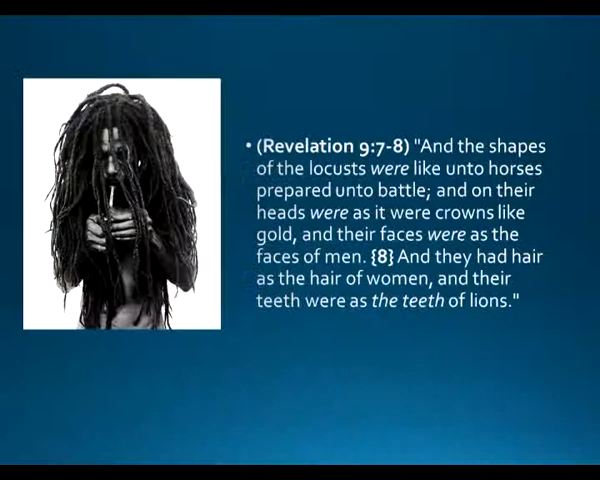 • (Revelation 9:7-8) "And the shapes
of the locusts were like unto horses
prepared unto battle; and on their
heads were as it were crowns like
gold, and their faces were as the
faces of men. {8} And they had hair
as the hair of women, and their
teeth were as the teeth of lions."